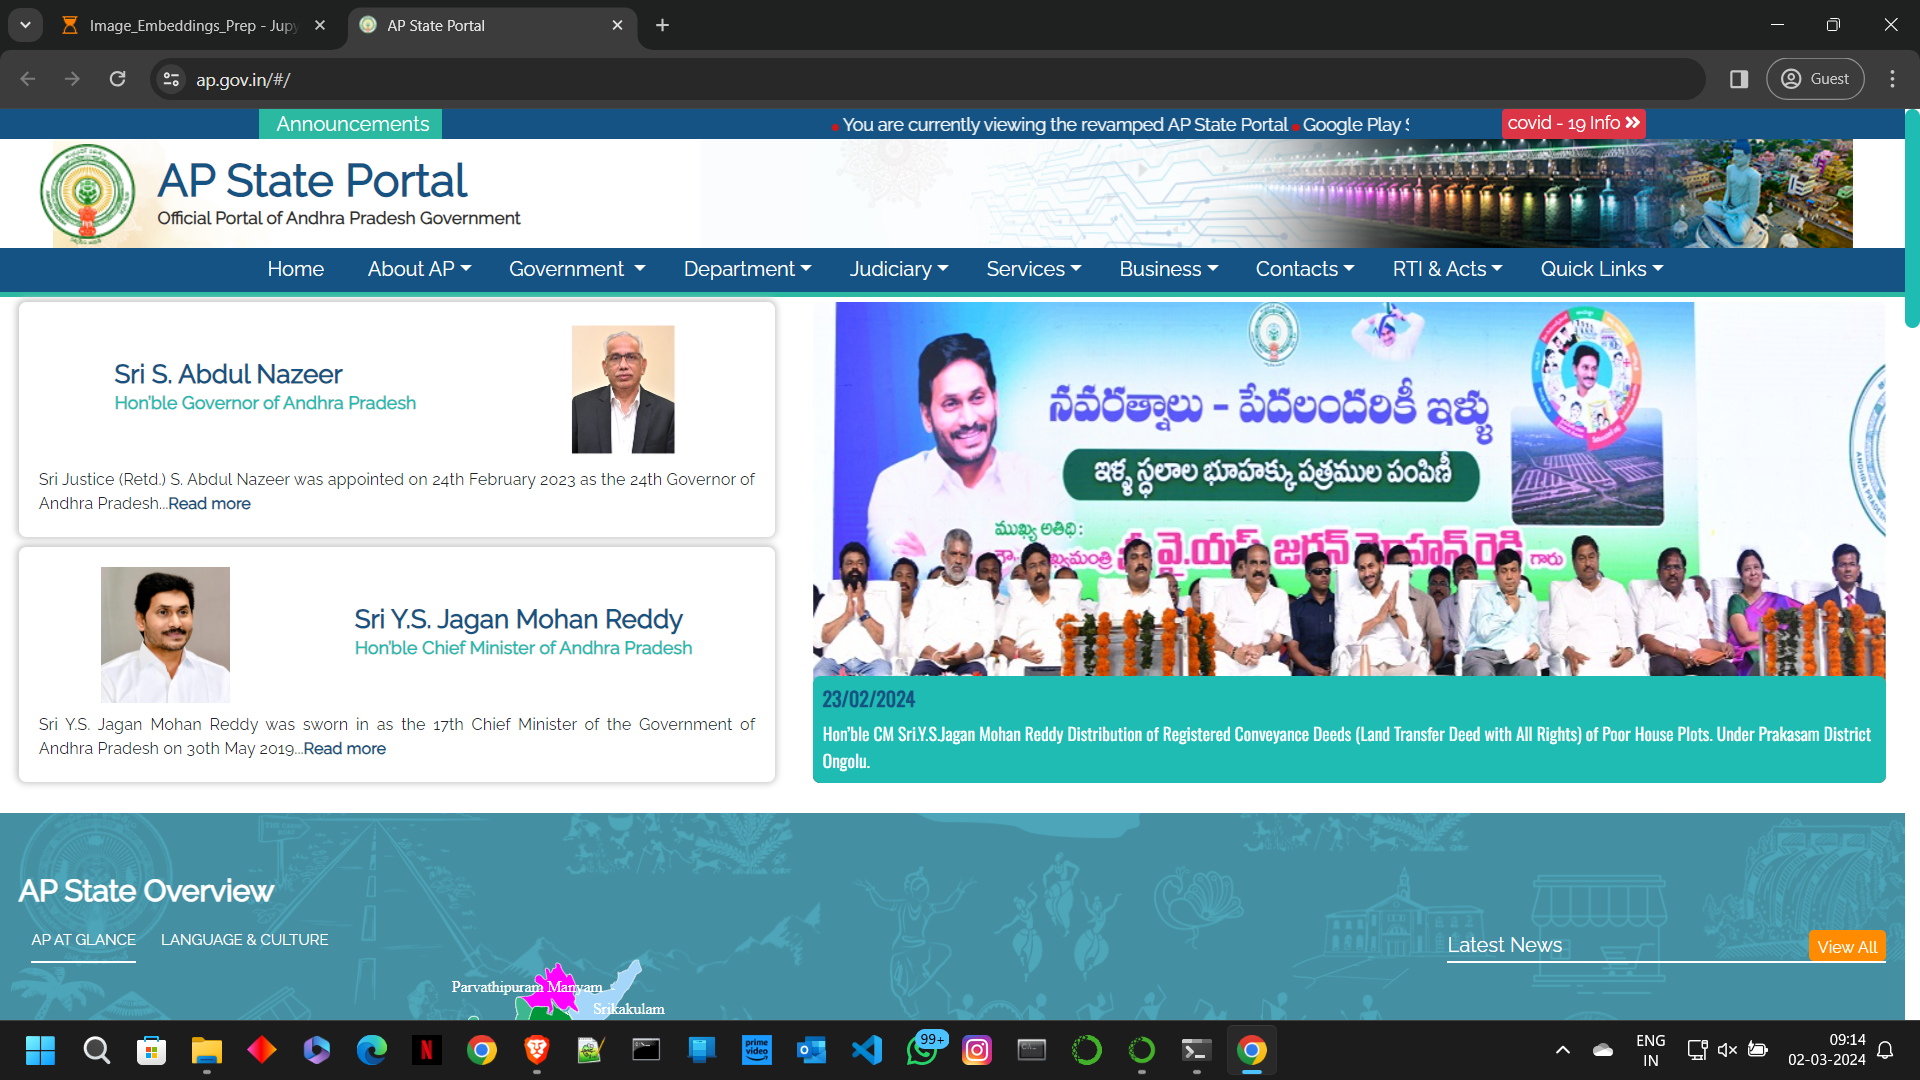 Image_Embeddings_Prep - Jupy
AP State Portal
ap.gov.in/#/
Guest
Announcements
You are currently viewing the revamped AP State Portal
Google Play
covid - 19 Info
AP State Portal
Official Portal of Andhra Pradesh Government
Home
About AP
Government
Department
Judiciary
Services
Business
Contacts
RTI & Acts
Quick Links
Sri S. Abdul Nazeer
Hon'ble Governor of Andhra Pradesh
Sri Justice (Retd.) S. Abdul Nazeer was appointed on 24th February 2023 as the 24th Governor of
Andhra Pradesh...Read more
Sri Y.S. Jagan Mohan Reddy
Hon'ble Chief Minister of Andhra Pradesh
Sri Y.S. Jagan Mohan Reddy was sworn in as the 17th Chief Minister of the Government of
Andhra Pradesh on 30th May 2019...Read more
నవరత్నాలు - పేదలందరికీ ఇళ్ళు
ఇళ్ళ స్థలాల భూహక్కు పత్రముల పంపిణీ
ముఖ్య అతిథి :
వై.యస్. జగన్ మోహన్ రెడ్డి గారు
23/02/2024
Hon'ble CM Sri.Y.S.Jagan Mohan Reddy Distribution of Registered Conveyance Deeds (Land Transfer Deed with All Rights) of Poor House Plots. Under Prakasam District
Ongolu.
AP State Overview
AP AT GLANCE
LANGUAGE & CULTURE
Latest News
View All
Parvathipuram Manyam
Srikakulam
prime video
99+
ENG
IN
09:14
02-03-2024